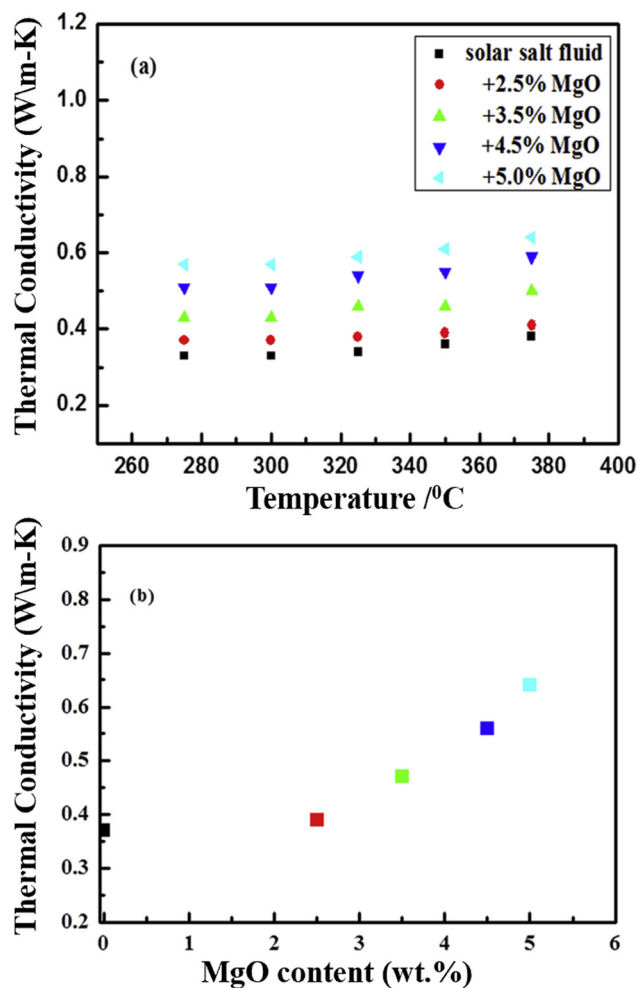 1.2
(a)
solar salt fluid
+2.5% MgO
+3.5% MgO
+4.5% MgO
+5.0% MgO
1.0
0.8
0.6
0.4
0.2
Thermal Conductivity (W\m-K)
260 280 300 320 340 360 380 400
Temperature /⁰C
0.9
(b)
0.8
0.7
0.6
0.5
0.4
0.3
0.2
Thermal Conductivity (W\m-K)
0 1 2 3 4 5 6
MgO content (wt.%)